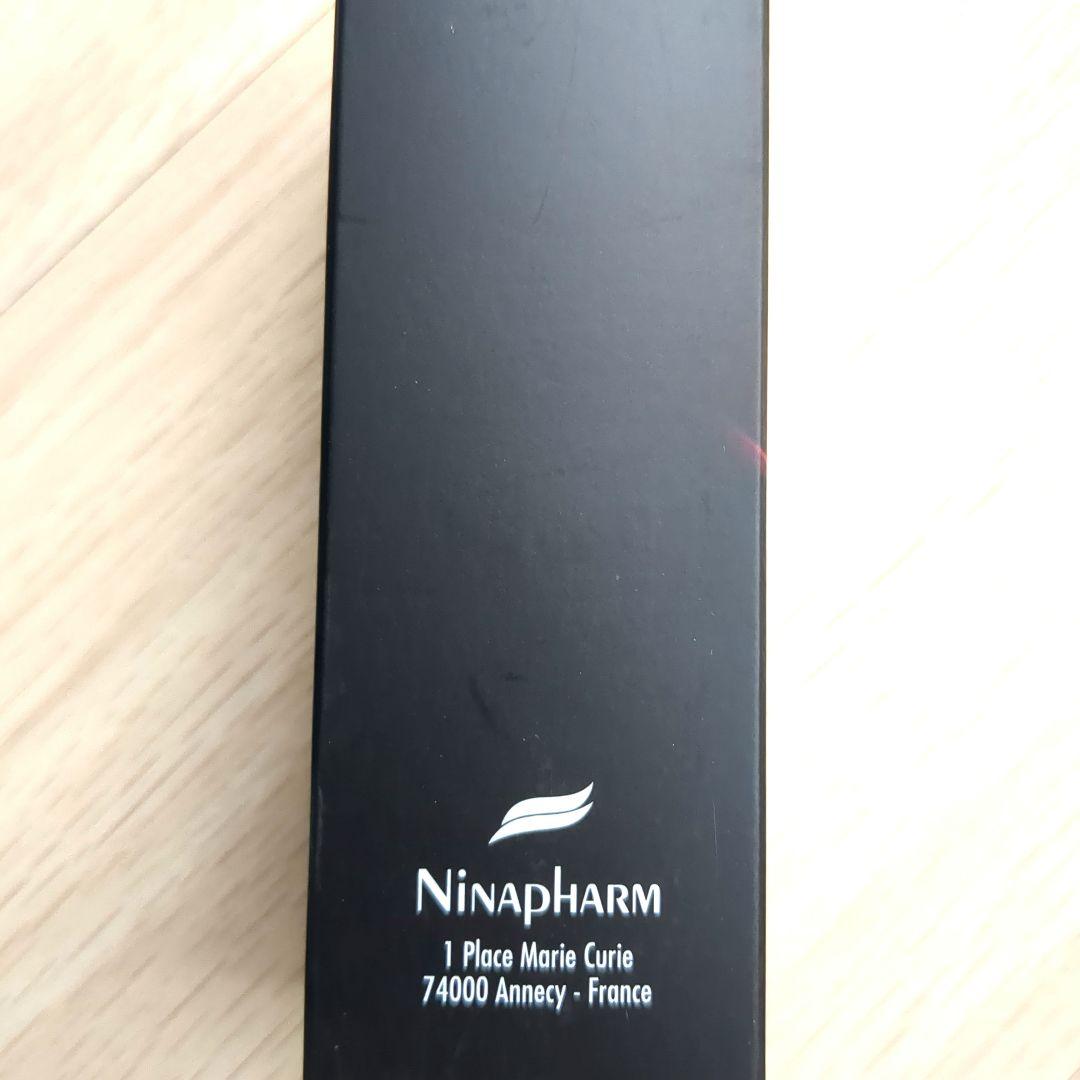 NiNAPHARM
1 Place Marie Curie
74000 Annecy - France